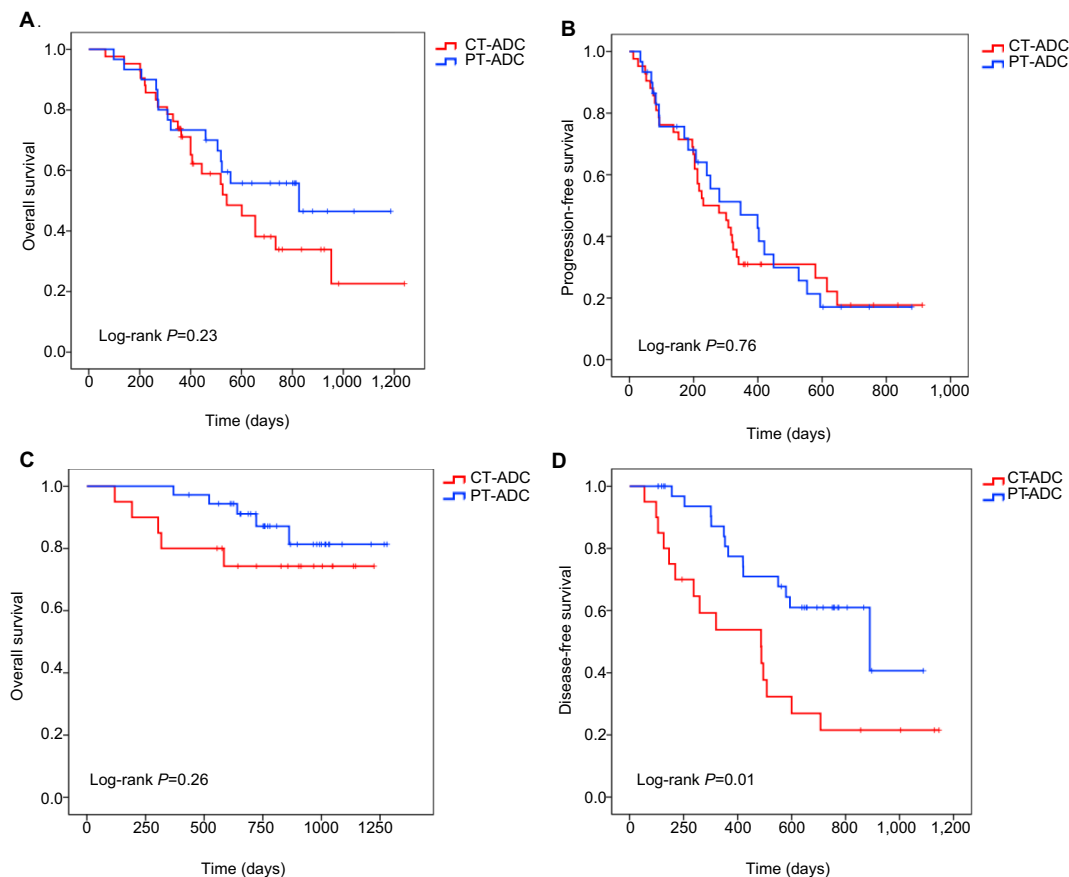 A.
CT-ADC
PT-ADC
1.0
0.8
0.6
0.4
0.2
0.0
Overall survival
Log-rank P=0.23
0 200 400 600 800 1,000 1,200
Time (days)
B
CT-ADC
PT-ADC
1.0
0.8
0.6
0.4
0.2
0.0
Progression-free survival
Log-rank P=0.76
0 200 400 600 800 1,000
Time (days)
C
CT-ADC
PT-ADC
1.0
0.8
0.6
0.4
0.2
0.0
Overall survival
Log-rank P=0.26
0 250 500 750 1000 1250
Time (days)
D
CT-ADC
PT-ADC
1.0
0.8
0.6
0.4
0.2
0.0
Disease-free survival
Log-rank P=0.01
0 250 400 600 800 1,000 1,200
Time (days)